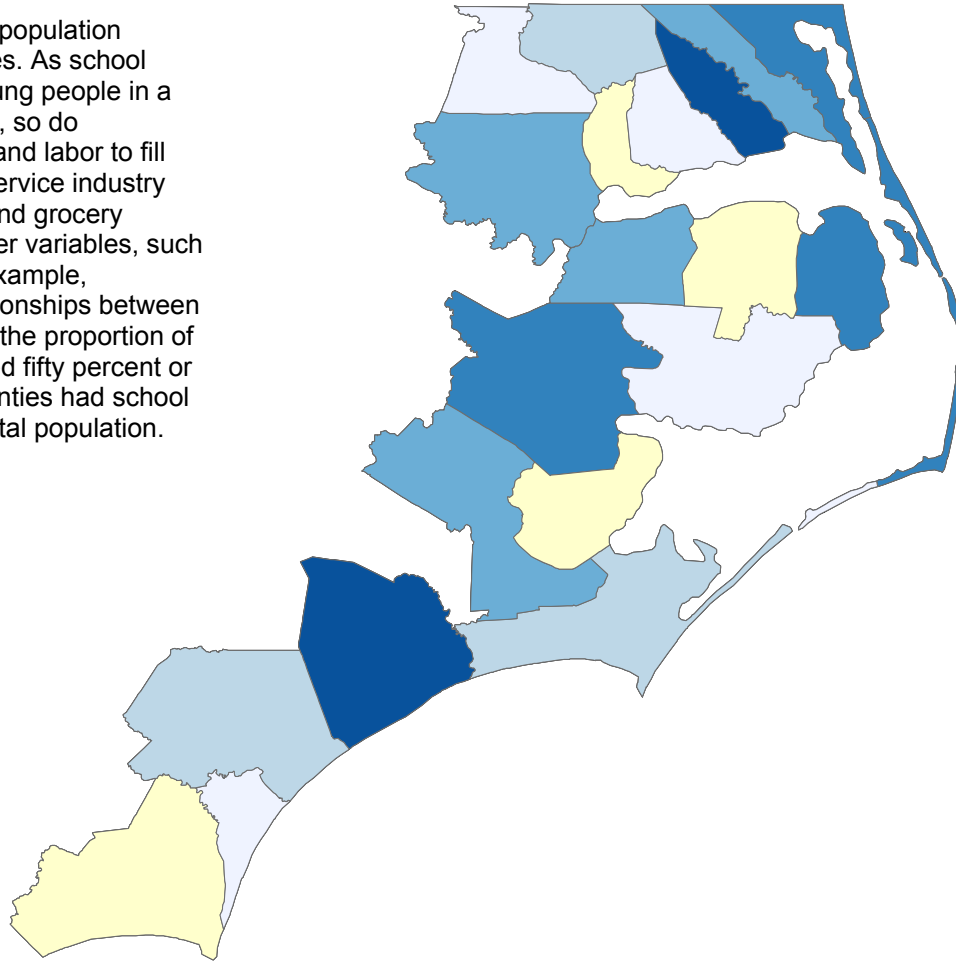 population
es. As school
ung people in a
, so do
and labor to fill
ervice industry
nd grocery
er variables, such
xample,
onships between
the proportion of
d fifty percent or
nties had school
tal population.